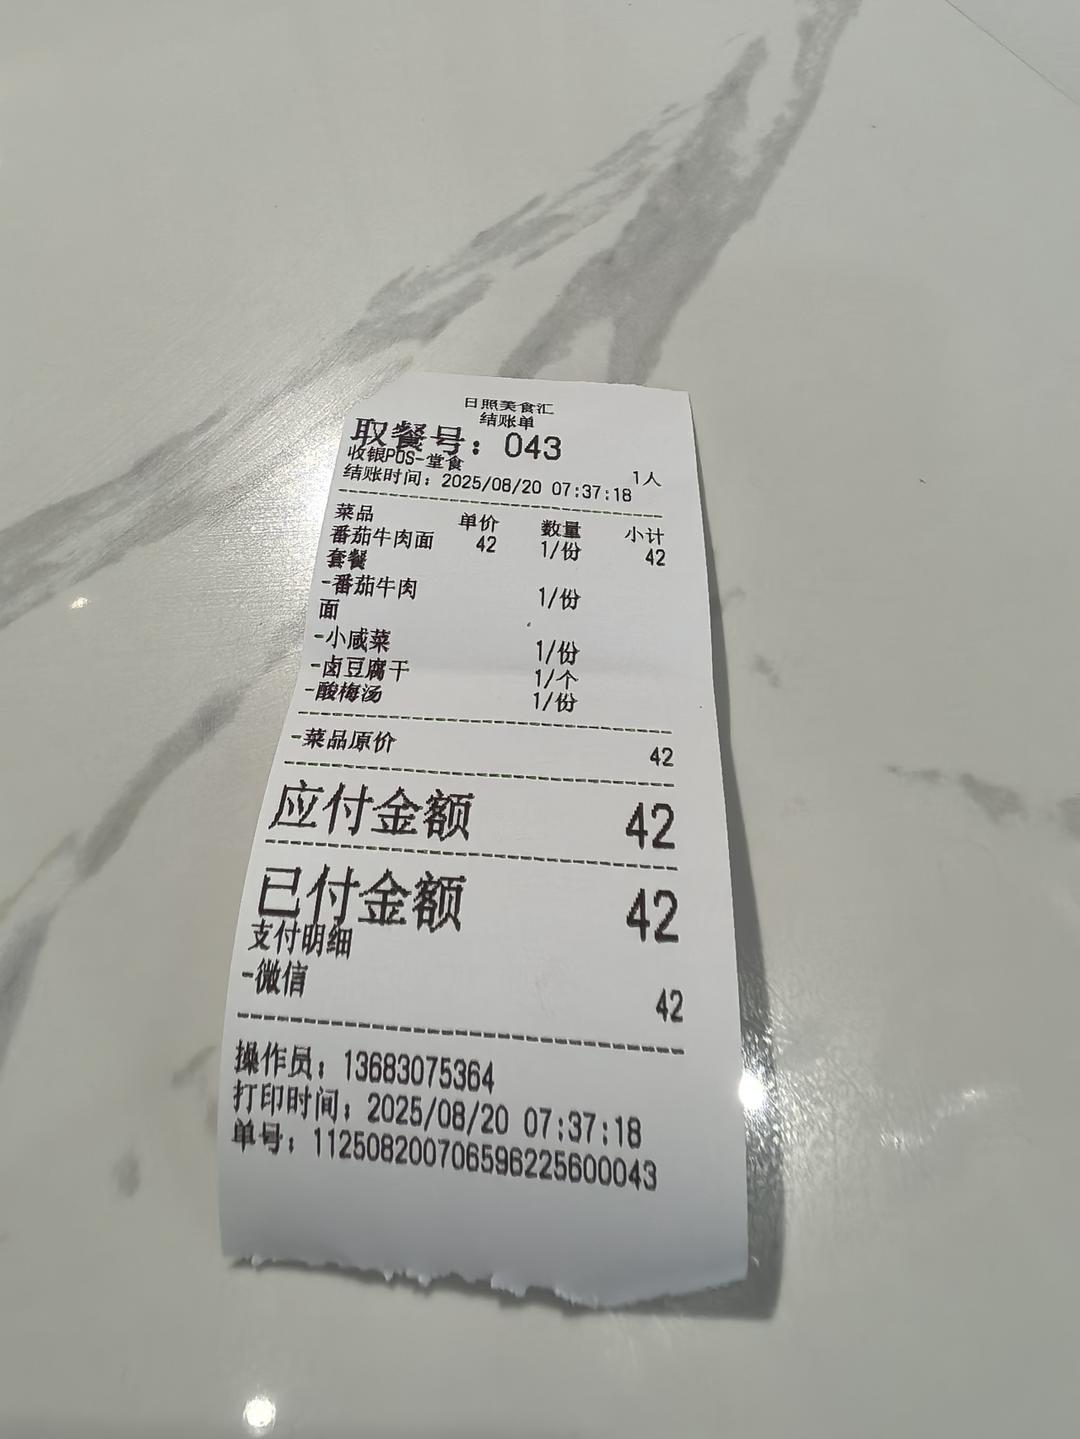 日照美食汇
结账单
取餐号：043
收银POS-堂食 1人
结账时间：2025/08/20 07:37:18
菜品 单价 数量 小计
番茄牛肉面 42 1/份 42
套餐
-番茄牛肉 1/份
面
-小咸菜 1/份
-卤豆腐干 1/个
-酸梅汤 1/份
-菜品原价 42
应付金额 42
已付金额 42
支付明细
-微信 42
操作员：13683075364
打印时间：2025/08/20 07:37:18
单号：112508200706596225600043